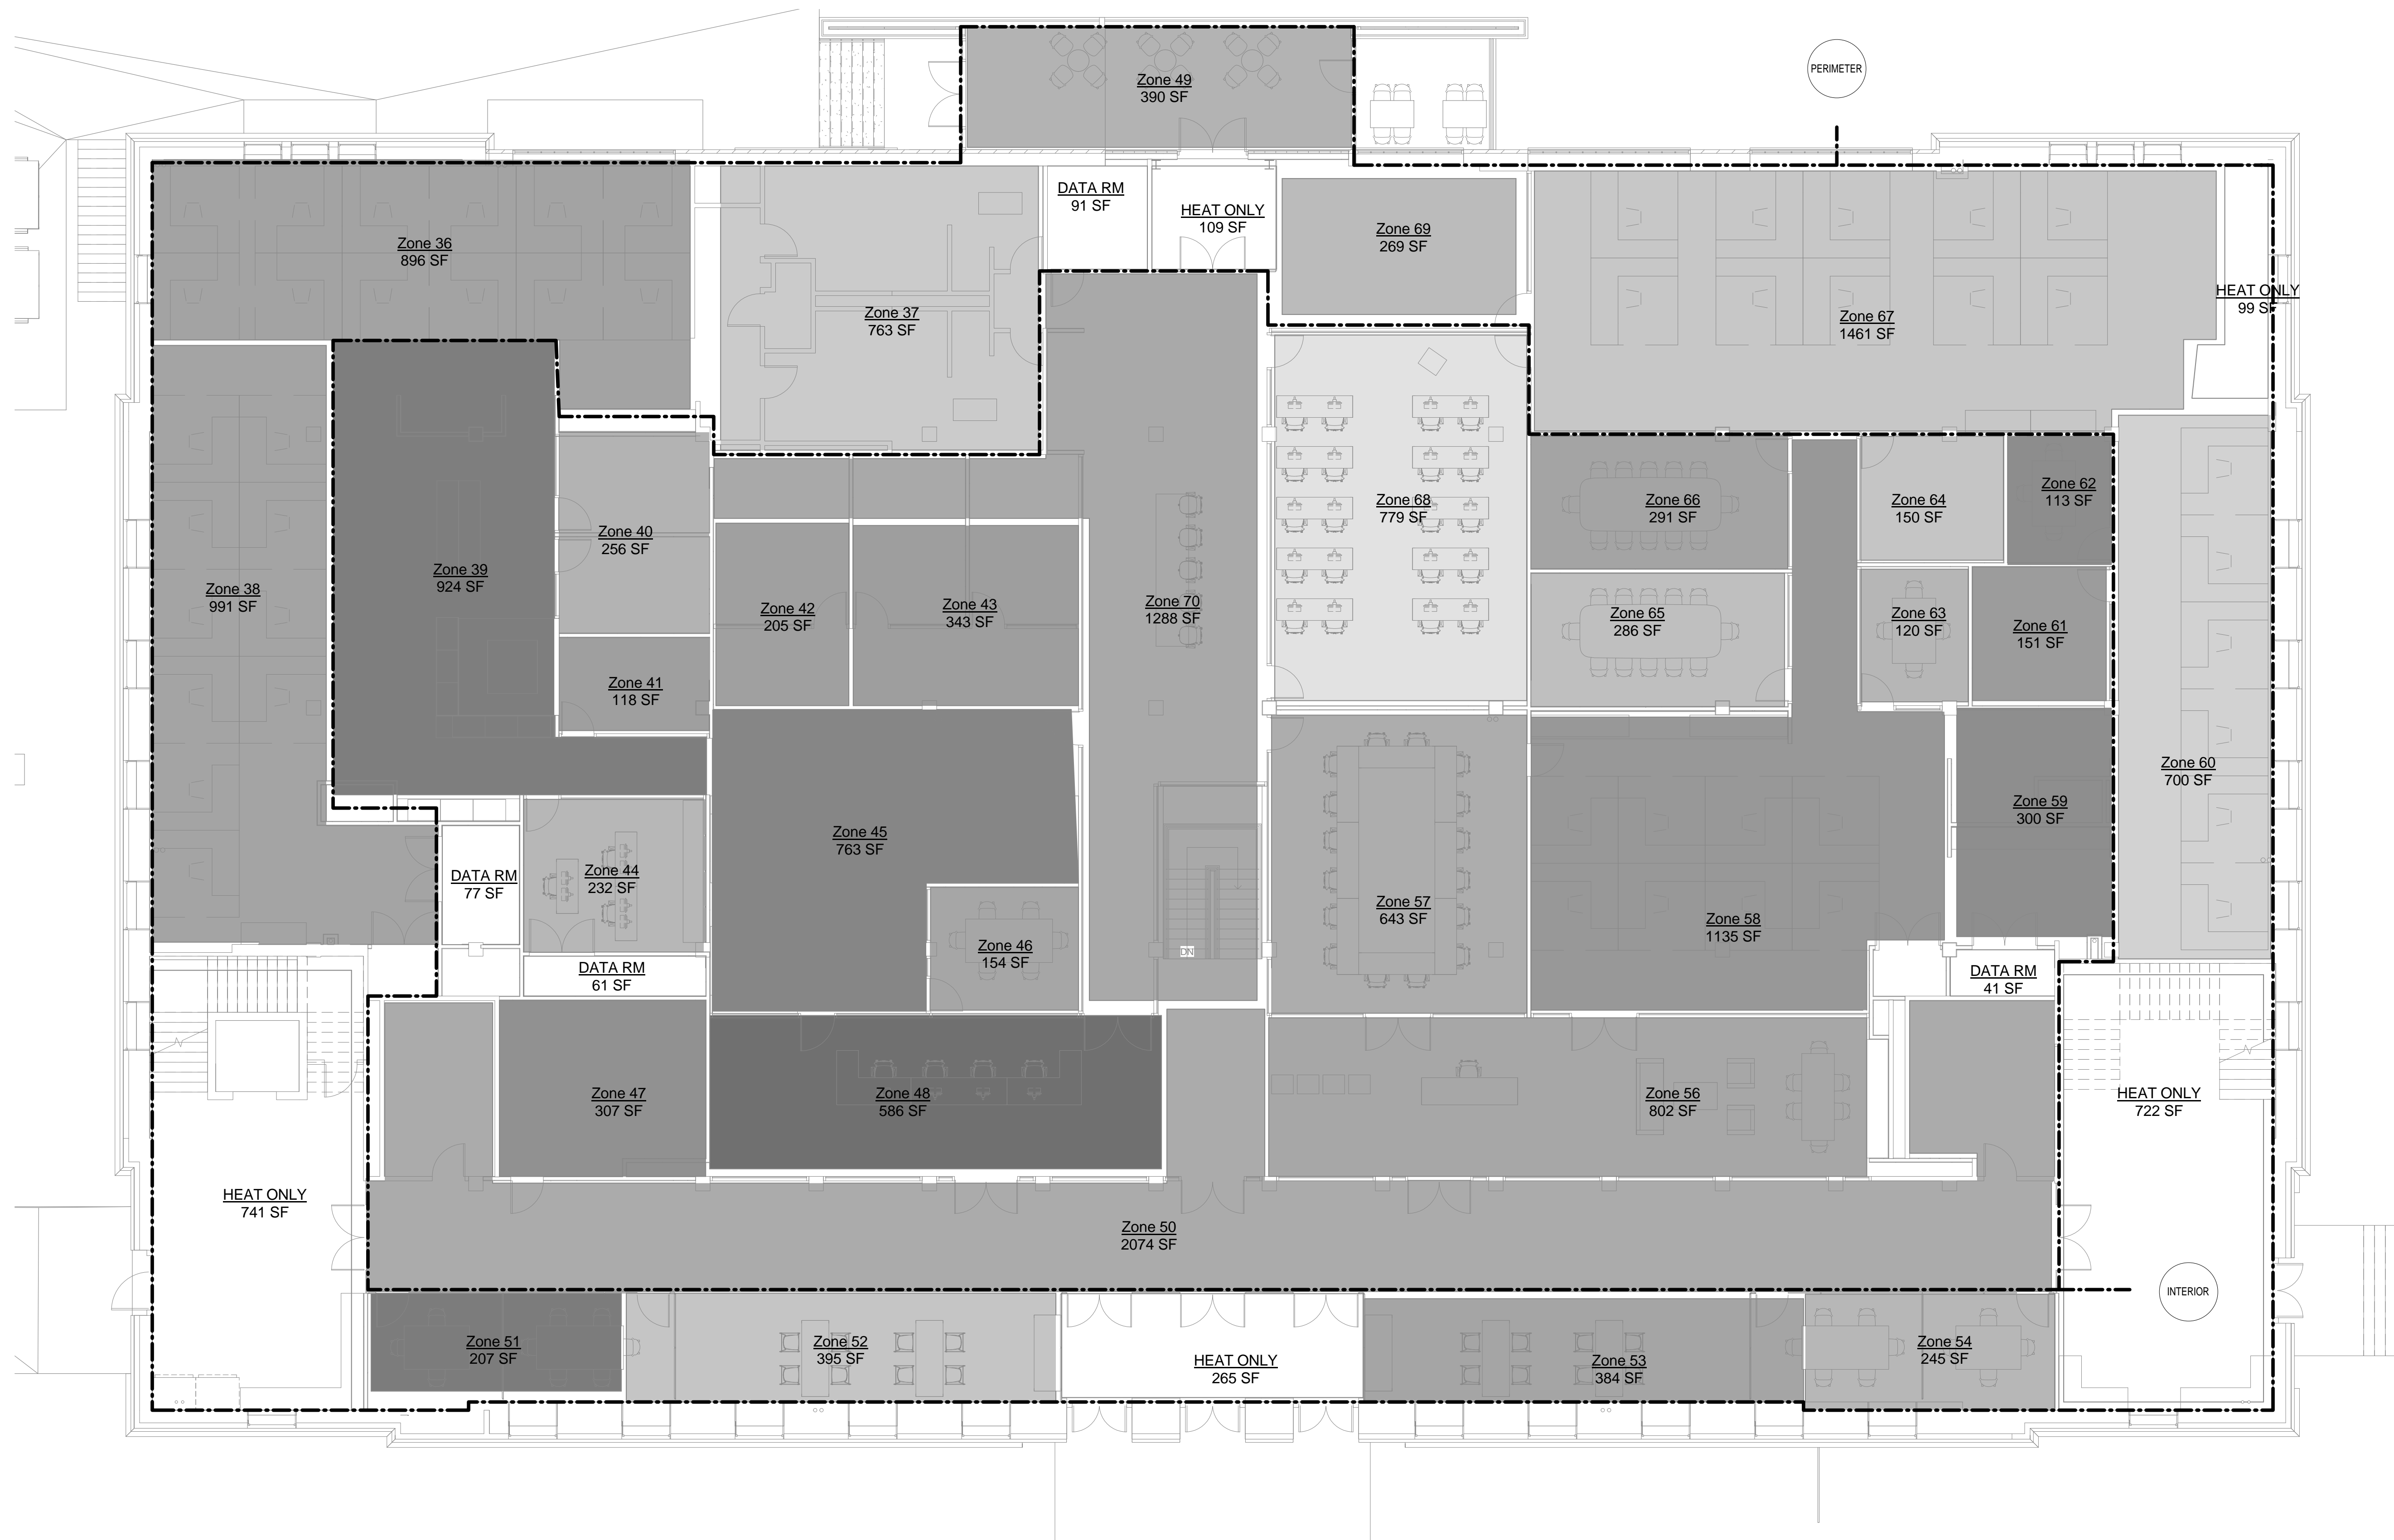 Zone 49
390 SF
PERIMETER
DATA RM
91 SF
HEAT ONLY
109 SF
Zone 69
269 SF
Zone 36
896 SF
Zone 37
763 SF
HEAT ONLY
99 SF
Zone 67
1461 SF
Zone 68
779 SF
Zone 66
291 SF
Zone 64
150 SF
Zone 62
113 SF
Zone 40
256 SF
Zone 39
924 SF
Zone 38
991 SF
Zone 42
205 SF
Zone 43
343 SF
Zone 70
1288 SF
Zone 65
286 SF
Zone 63
120 SF
Zone 61
151 SF
Zone 41
118 SF
Zone 60
700 SF
Zone 59
300 SF
Zone 45
763 SF
DATA RM
77 SF
Zone 44
232 SF
Zone 57
643 SF
Zone 58
1135 SF
Zone 46
154 SF
DN
DATA RM
61 SF
DATA RM
41 SF
Zone 47
307 SF
Zone 48
586 SF
Zone 56
802 SF
HEAT ONLY
722 SF
HEAT ONLY
741 SF
Zone 50
2074 SF
INTERIOR
Zone 51
207 SF
Zone 52
395 SF
HEAT ONLY
265 SF
Zone 53
384 SF
Zone 54
245 SF